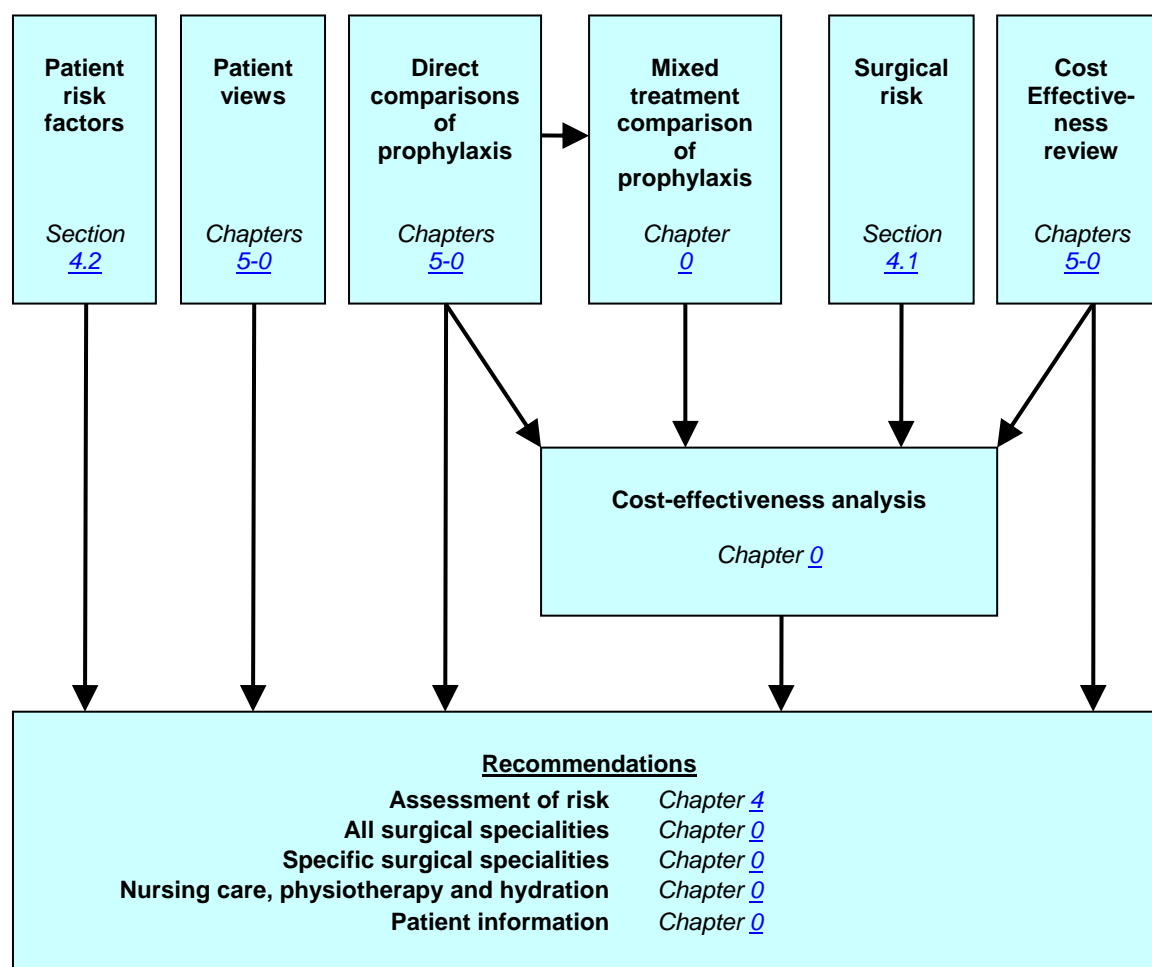 Patient
risk
factors
Section
4.2
Patient
views
Chapters
5-0
Direct
comparisons
of
prophylaxis
Chapters
5-0
Mixed
treatment
comparison
of
prophylaxis
Chapter
0
Surgical
risk
Section
4.1
Cost
Effective-
ness
review
Chapters
5-0
Cost-effectiveness analysis
Chapter 0
Recommendations
Assessment of risk Chapter 4
All surgical specialities Chapter 0
Specific surgical specialities Chapter 0
Nursing care, physiotherapy and hydration Chapter 0
Patient information Chapter 0